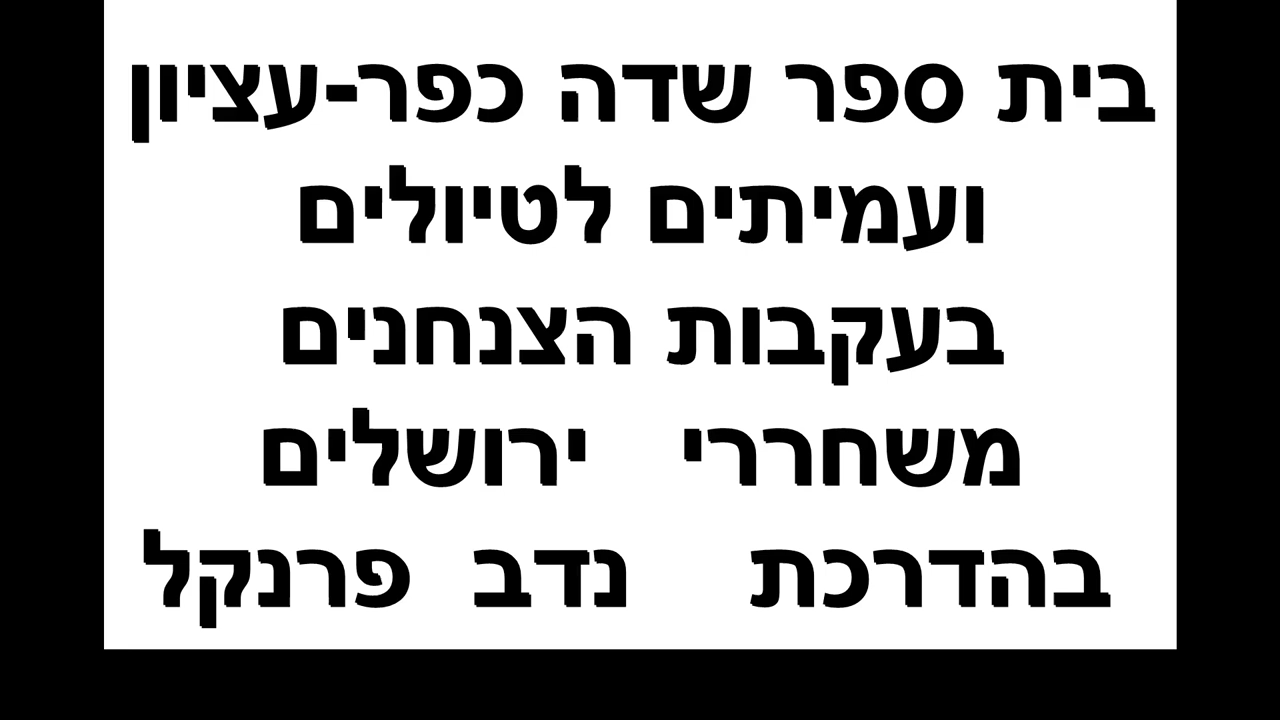 בית ספר שדה כפר-עציון
ועמיתים לטיולים
בעקבות הצנחנים
משחררי ירושלים
בהדרכת נדב פרנקל